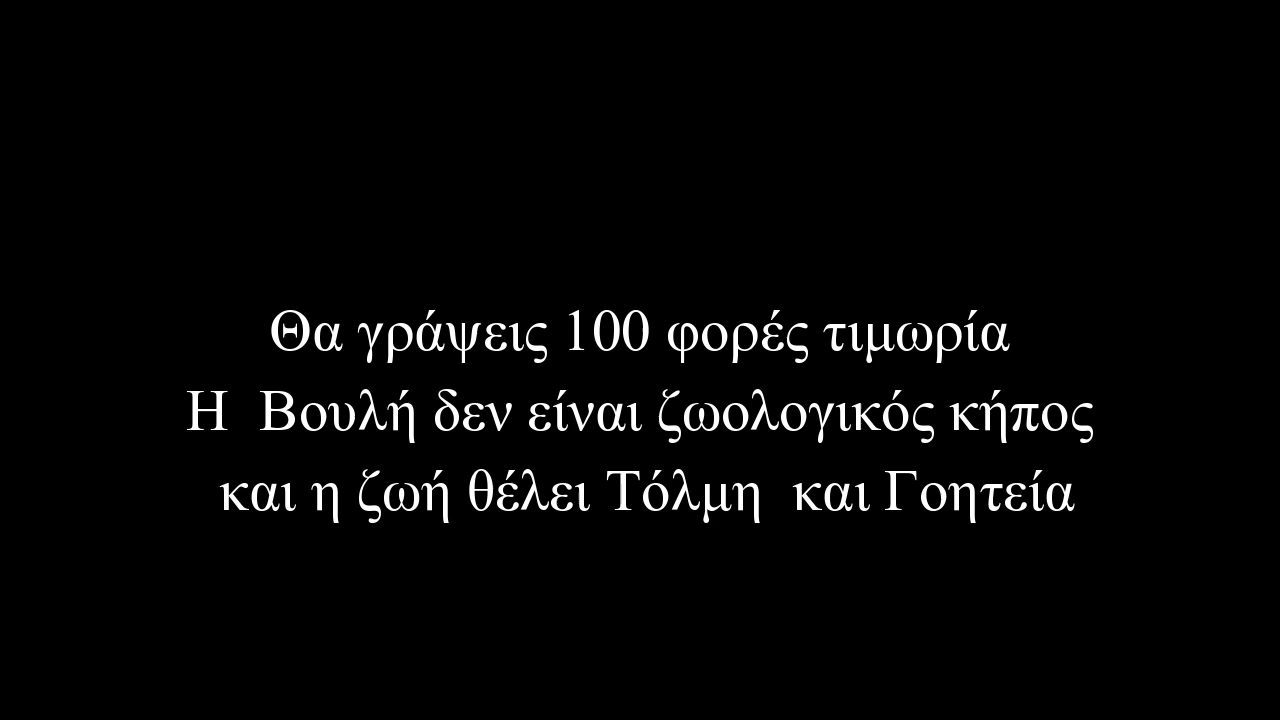 Θα γράψεις 100 φορές τιμωρία
Η  Βουλή δεν είναι ζωολογικός κήπος
και η ζωή θέλει Τόλμη  και Γοητεία